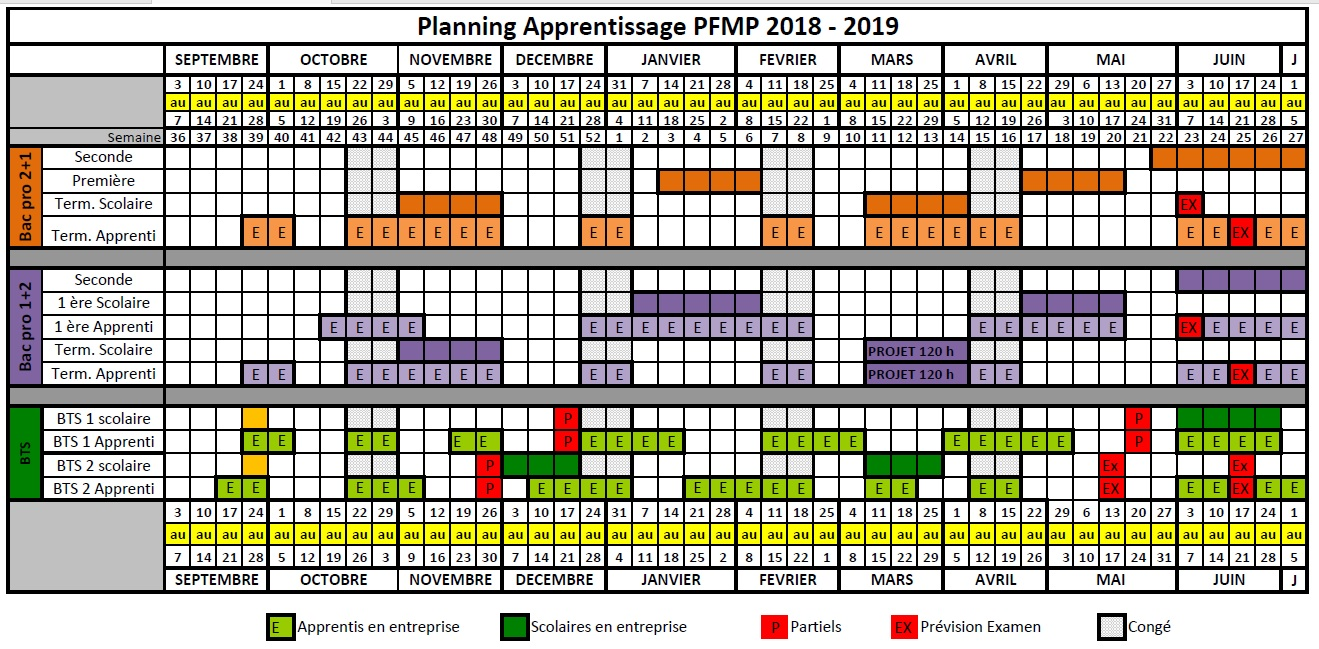 Planning Apprentissage PFMP 2018 - 2019
SEPTEMBRE OCTOBRE NOVEMBRE DECEMBRE JANVIER FEVRIER MARS AVRIL MAI JUIN J
3 10 17 24 1 8 15 22 29 5 12 19 26 3 10 17 24 31 7 14 21 28 4 11 18 25 4 11 18 25 1 8 15 22 29 6 13 20 27 3 10 17 24 1
au au au au au au au au au au au au au au au au au au au au au au au au au au au au au au au au au au au au au au au au au au au au
7 14 21 28 5 12 19 26 3 9 16 23 30 7 14 21 28 4 11 18 25 2 8 15 22 1 8 15 22 29 5 12 19 26 3 10 17 24 31 7 14 21 28 5
Semaine 36 37 38 39 40 41 42 43 44 45 46 47 48 49 50 51 52 1 2 3 4 5 6 7 8 9 10 11 12 13 14 15 16 17 18 19 20 21 22 23 24 25 26 27
Bac pro 2+1
Seconde
Première
Term. Scolaire EX
Term. Apprenti E E E E E E E E E E E E E E E E E E E E EX E E
Bac pro 1+2
Seconde
1 ère Scolaire
1 ère Apprenti E E E E E E E E E E E E E E E E E E E EX E E E E
Term. Scolaire PROJET 120 h
Term. Apprenti E E E E E E E E E E E E PROJET 120 h E E E E EX E E
BTS
BTS 1 scolaire P P
BTS 1 Apprenti E E E E E E P E E E E E E E E E E E E E P E E E E
BTS 2 scolaire P Ex Ex
BTS 2 Apprenti E E E E E P E E E E E E E E E E E E E Ex E E EX E E
3 10 17 24 1 8 15 22 29 5 12 19 26 3 10 17 24 31 7 14 21 28 4 11 18 25 4 11 18 25 1 8 15 22 29 6 13 20 27 3 10 17 24 1
au au au au au au au au au au au au au au au au au au au au au au au au au au au au au au au au au au au au au au au au au au au au
7 14 21 28 5 12 19 26 3 9 16 23 30 7 14 21 28 4 11 18 25 2 8 15 22 1 8 15 22 29 5 12 19 26 3 10 17 24 31 7 14 21 28 5
SEPTEMBRE OCTOBRE NOVEMBRE DECEMBRE JANVIER FEVRIER MARS AVRIL MAI JUIN J
E Apprentis en entreprise Scolaires en entreprise P Partiels EX Prévision Examen Congé